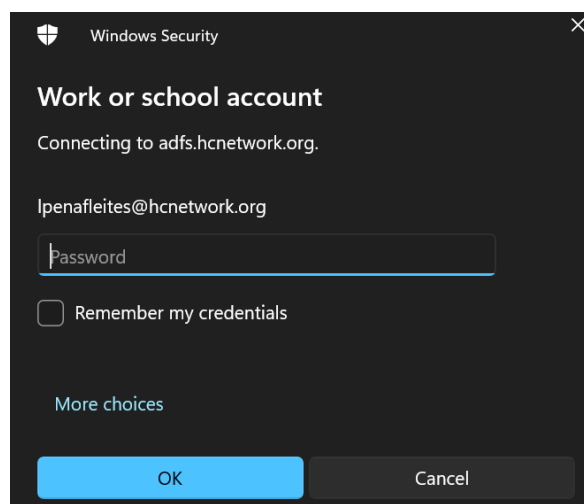 Windows Security
Work or school account
Connecting to adfs.hcnetwork.org.
lpenafleites@hcnetwork.org
Password
Remember my credentials
More choices
OK
Cancel